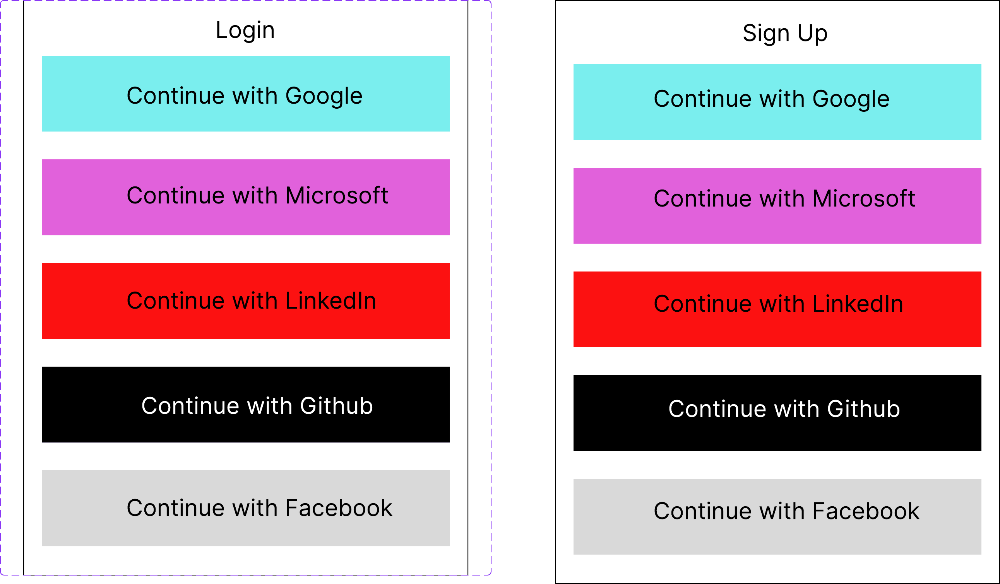 Login
Continue with Google
Continue with Microsoft
Continue with LinkedIn
Continue with Github
Continue with Facebook
Sign Up
Continue with Google
Continue with Microsoft
Continue with LinkedIn
Continue with Github
Continue with Facebook